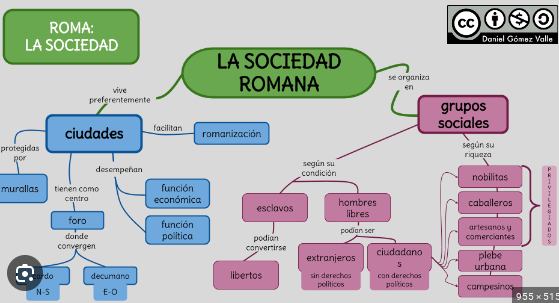 ROMA:
LA SOCIEDAD
LA SOCIEDAD
ROMANA
cc
Daniel Gómez Valle
vive
preferentemente
se organiza
en
ciudades
facilitan
romanización
grupos
sociales
protegidas
por
murallas
tienen como
centro
desempeñan
función
económica
función
política
foro
donde
convergen
N-S
decumano
E-O
según su
condición
según su
riqueza
esclavos
hombres
libres
podían
convertirse
libertos
podían ser
extranjeros
sin derechos
políticos
ciudadano
s
con derechos
políticos
nobilitas
caballeros
artesanos y
comerciantes
plebe
urbana
campesinos
PRIVILEGIADOS